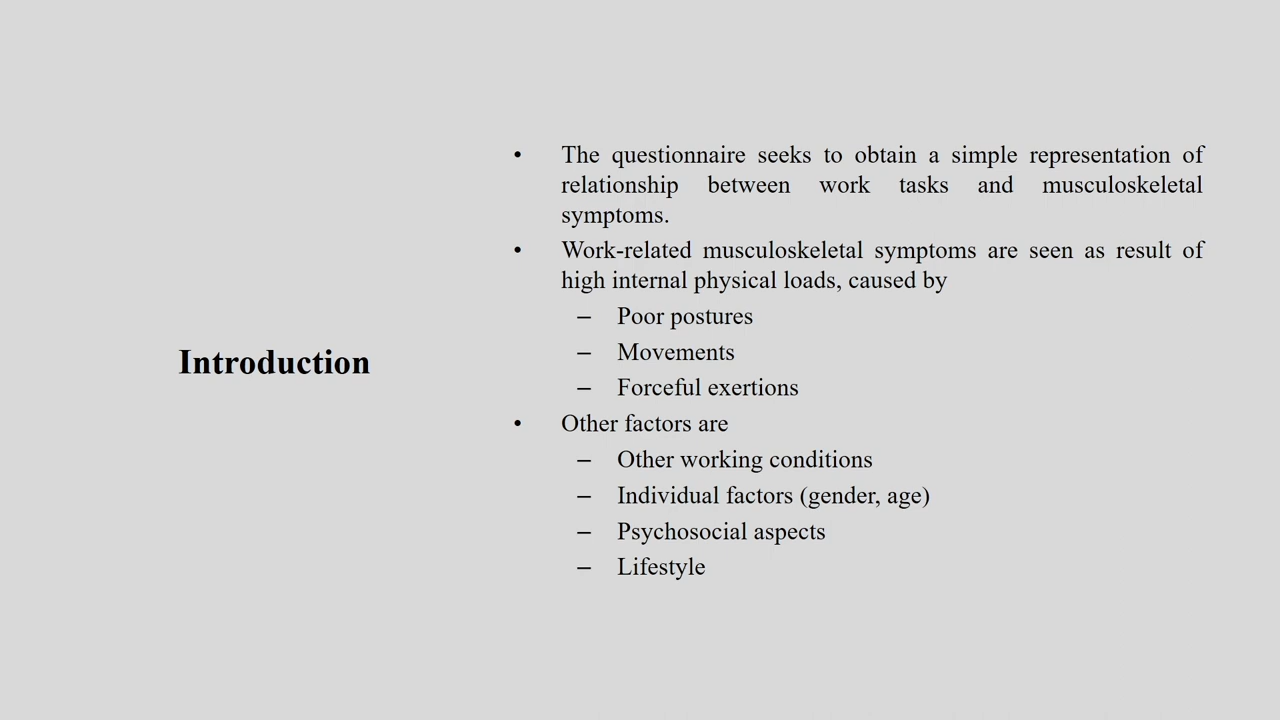 Introduction
• The questionnaire seeks to obtain a simple representation of
relationship between work tasks and musculoskeletal
symptoms.
• Work-related musculoskeletal symptoms are seen as result of
high internal physical loads, caused by
– Poor postures
– Movements
– Forceful exertions
• Other factors are
– Other working conditions
– Individual factors (gender, age)
– Psychosocial aspects
– Lifestyle